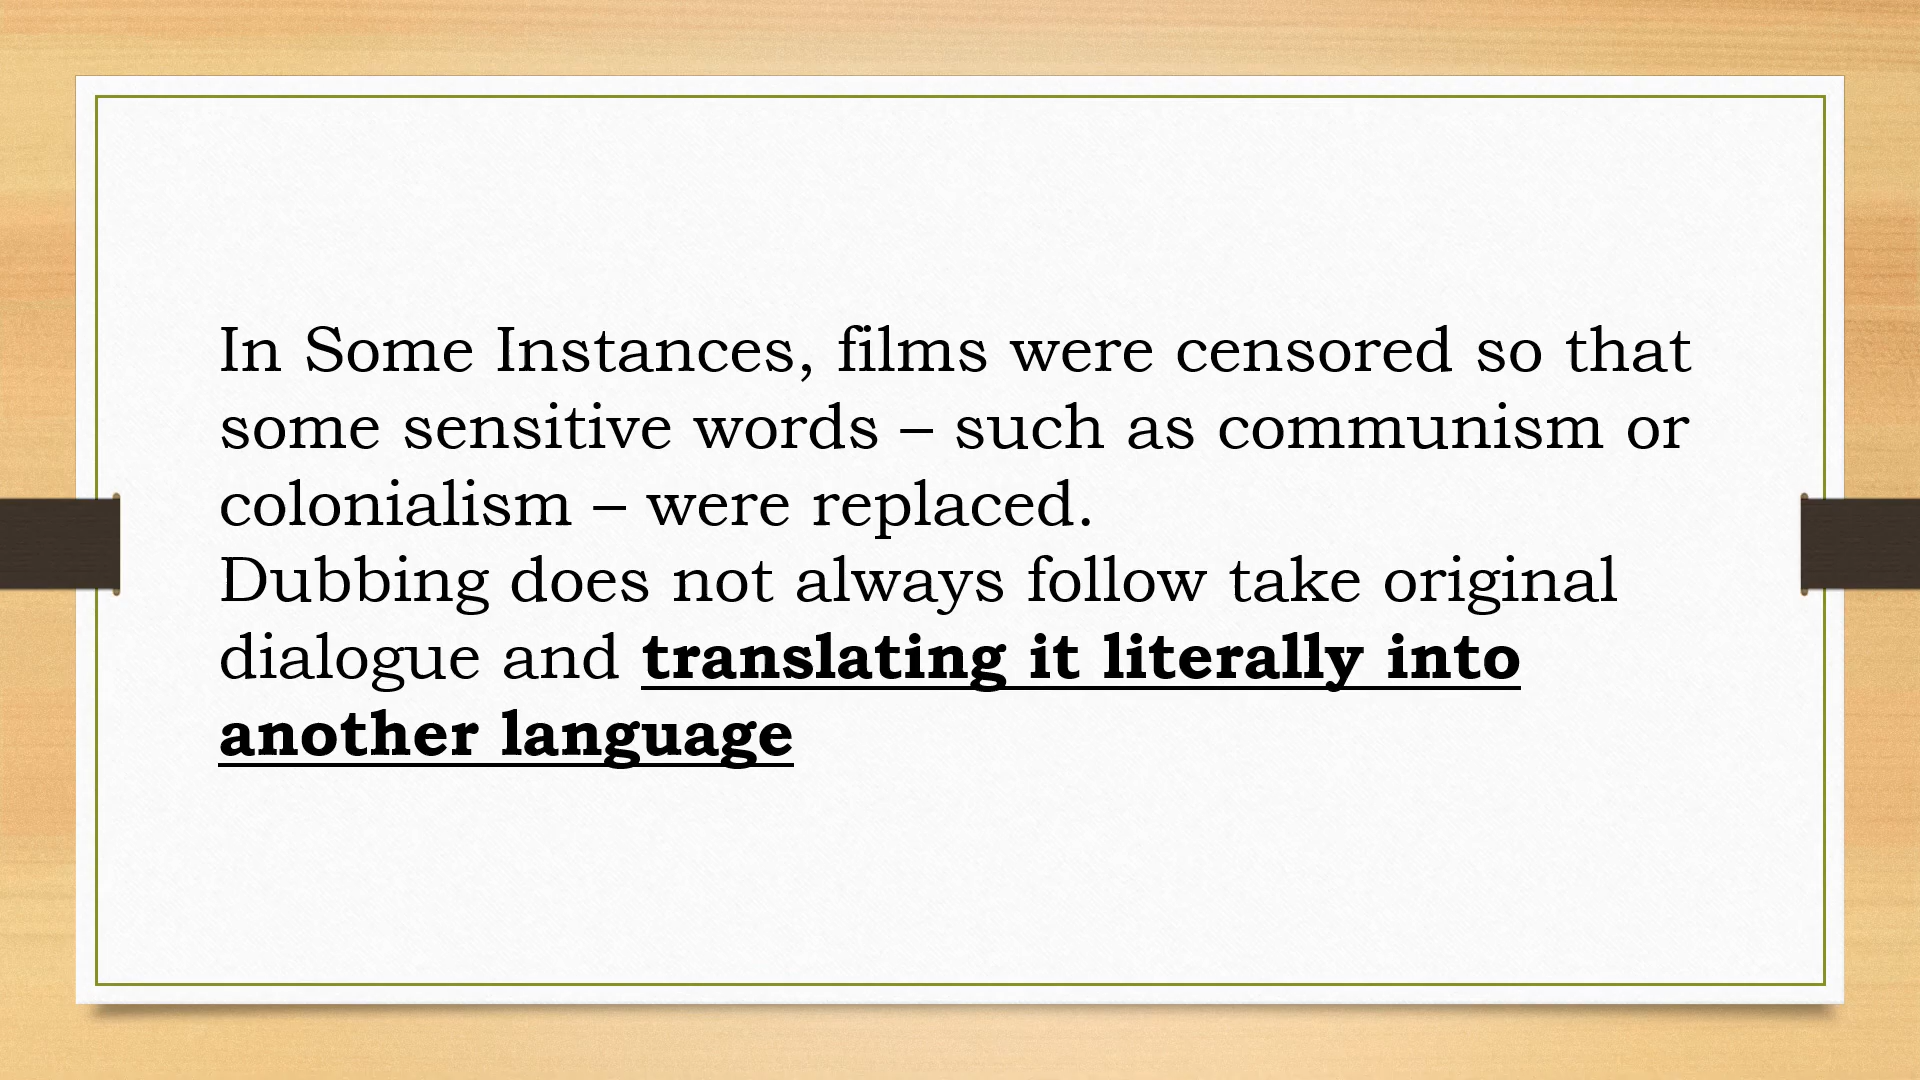 In Some Instances, films were censored so that
some sensitive words – such as communism or
colonialism – were replaced.
Dubbing does not always follow take original
dialogue and translating it literally into
another language